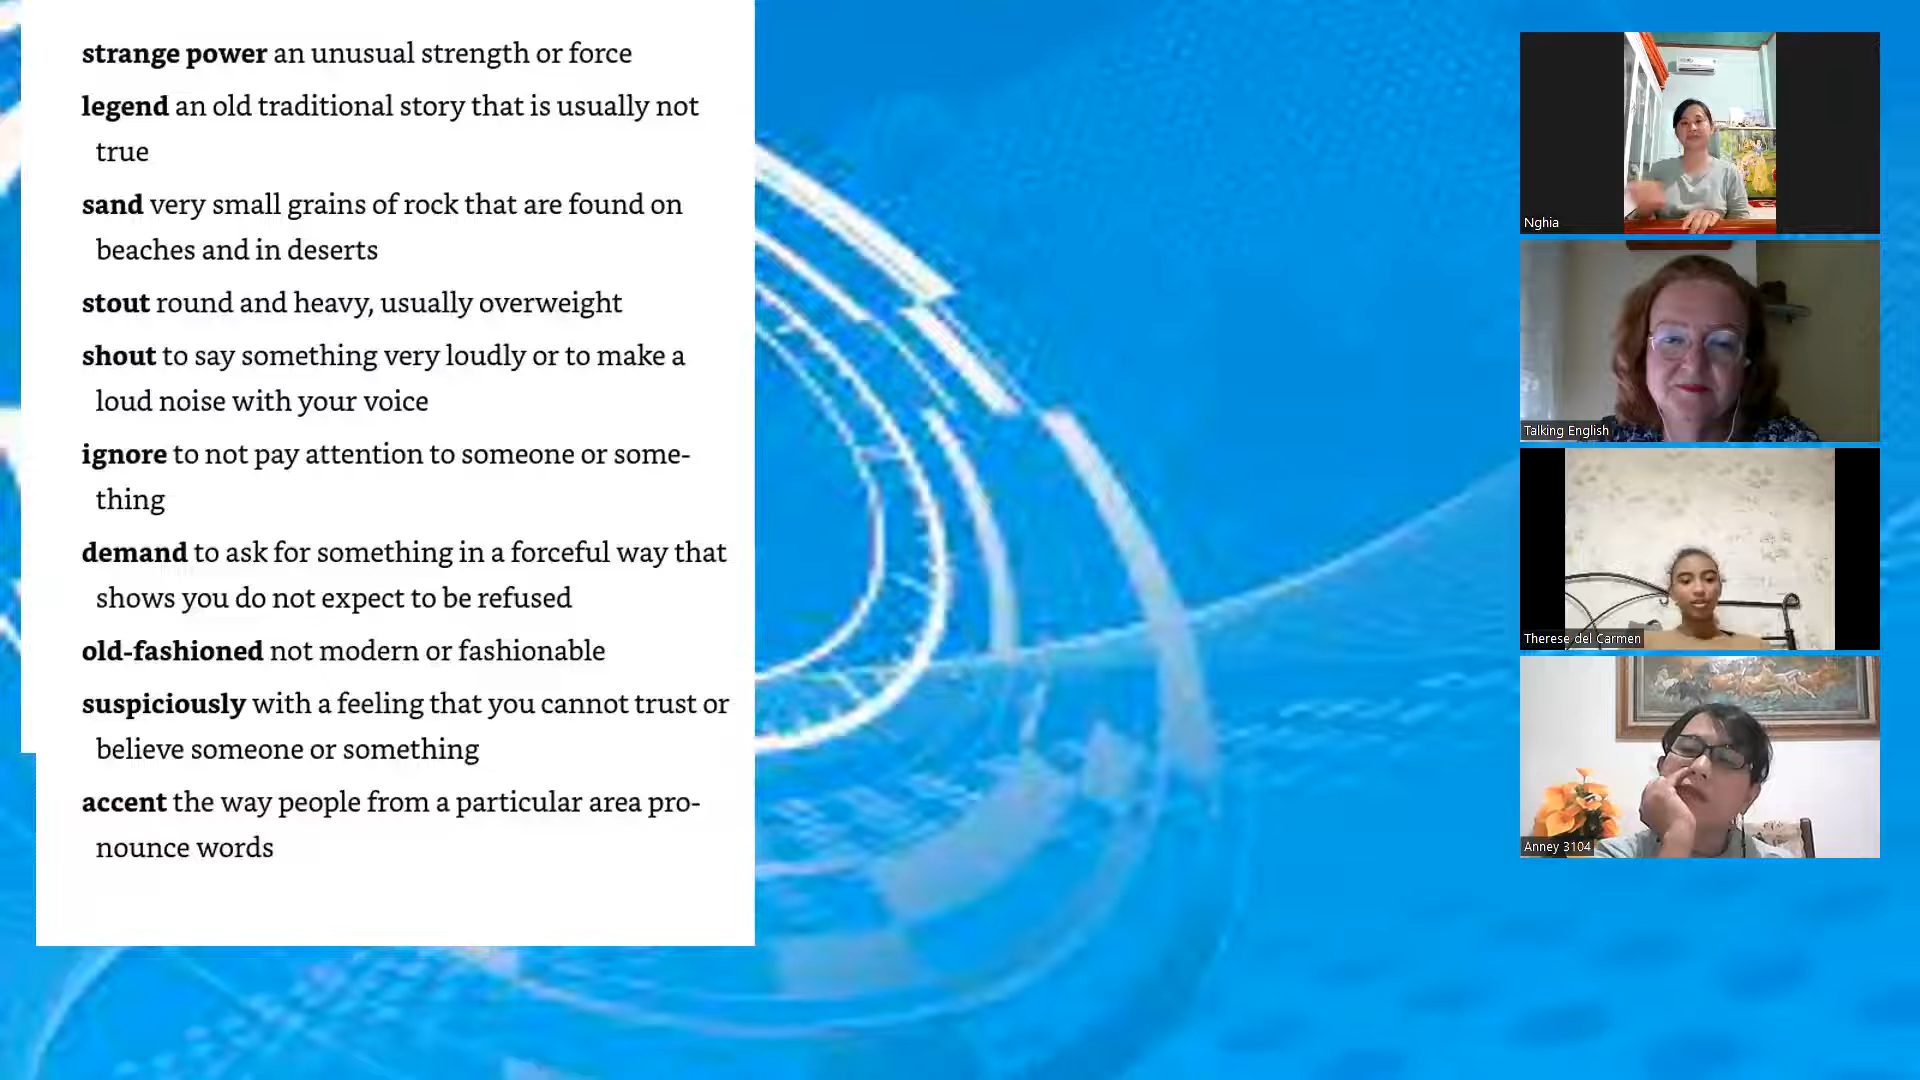 strange power an unusual strength or force
legend an old traditional story that is usually not
true
sand very small grains of rock that are found on
beaches and in deserts
stout round and heavy, usually overweight
shout to say something very loudly or to make a
loud noise with your voice
ignore to not pay attention to someone or some-
thing
demand to ask for something in a forceful way that
shows you do not expect to be refused
old-fashioned not modern or fashionable
suspiciously with a feeling that you cannot trust or
believe someone or something
accent the way people from a particular area pro-
nounce words
Nghia
Talking English
Therese del Carmen
Anney 3104